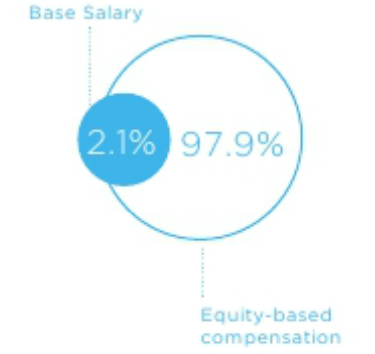 Base Salary
2.1% 97.9%
Equity-based
compensation